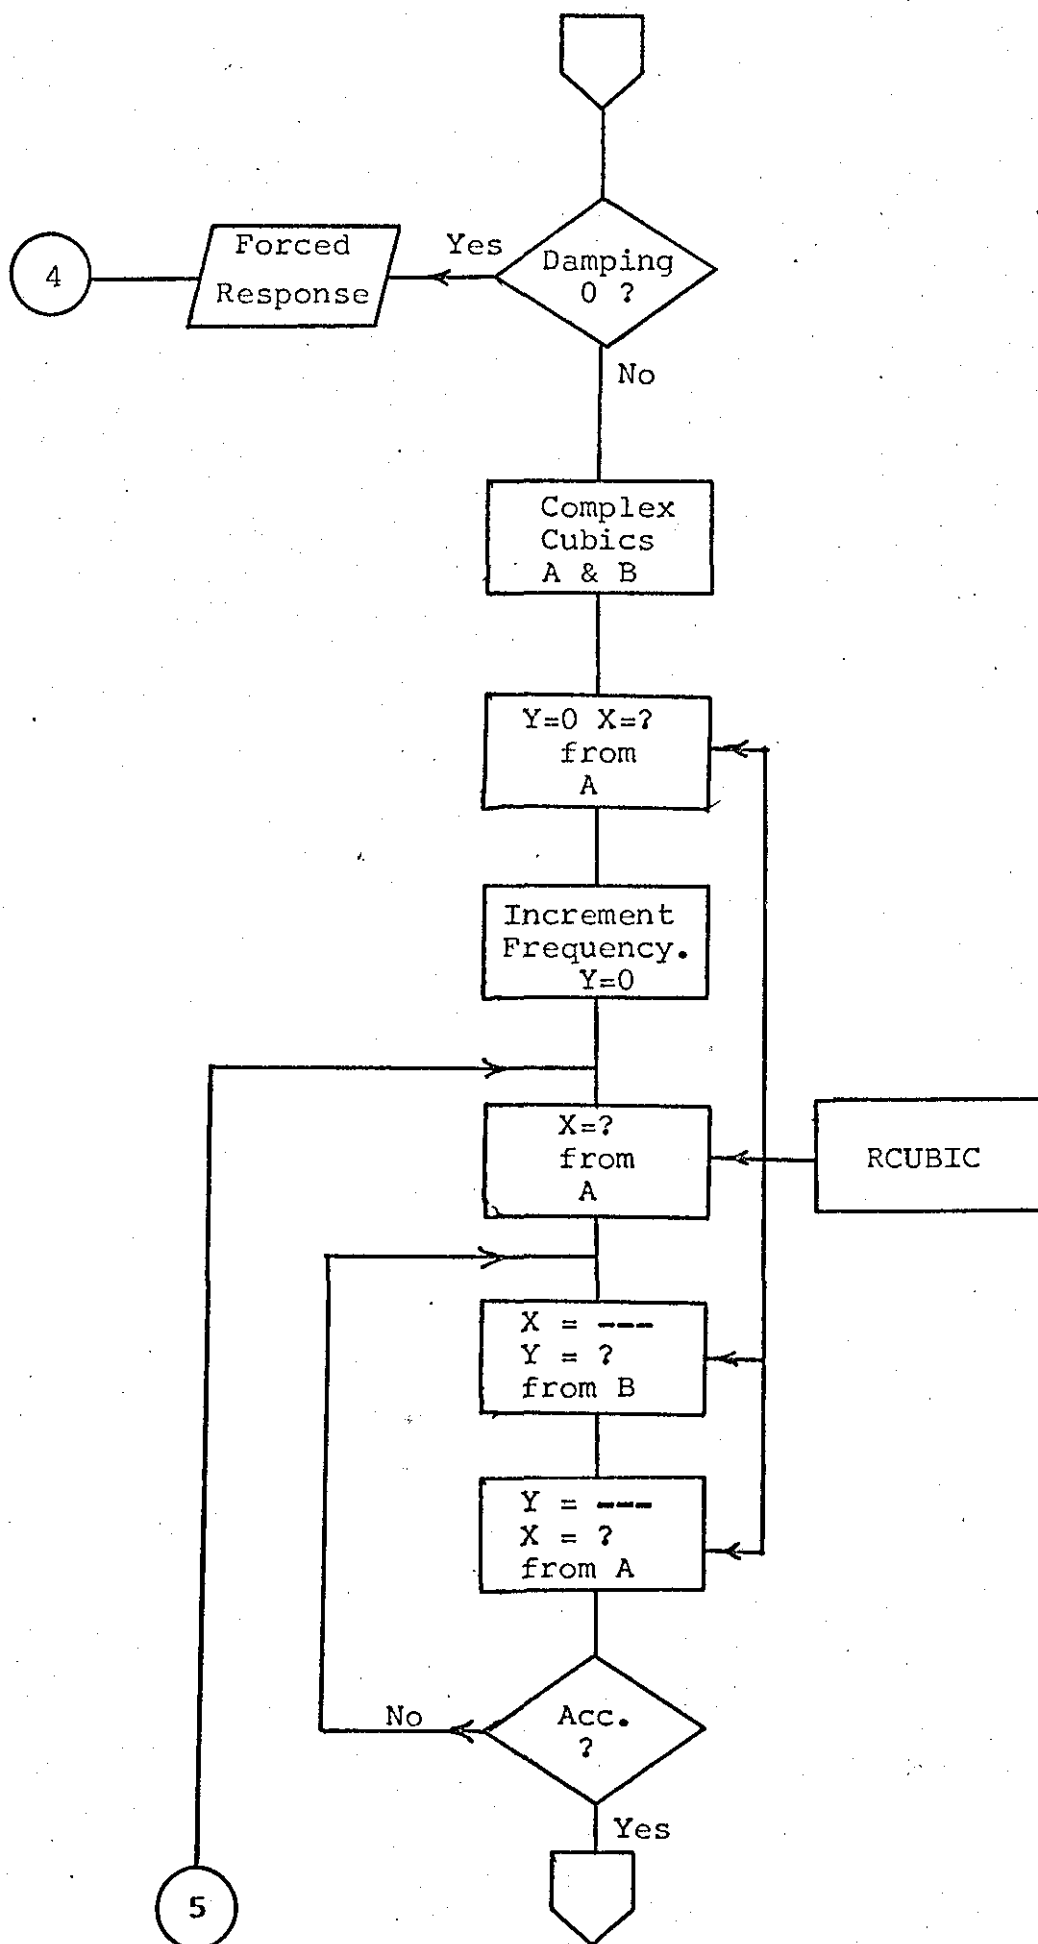 Forced
Response
4
Yes
Damping
0 ?
No
Complex
Cubics
A & B
Y=0 X=?
from
A
Increment
Frequency.
Y=0
X=?
from
A
RCUBIC
X = ---
Y = ?
from B
Y = ---
X = ?
from A
No
Acc.
?
Yes
5